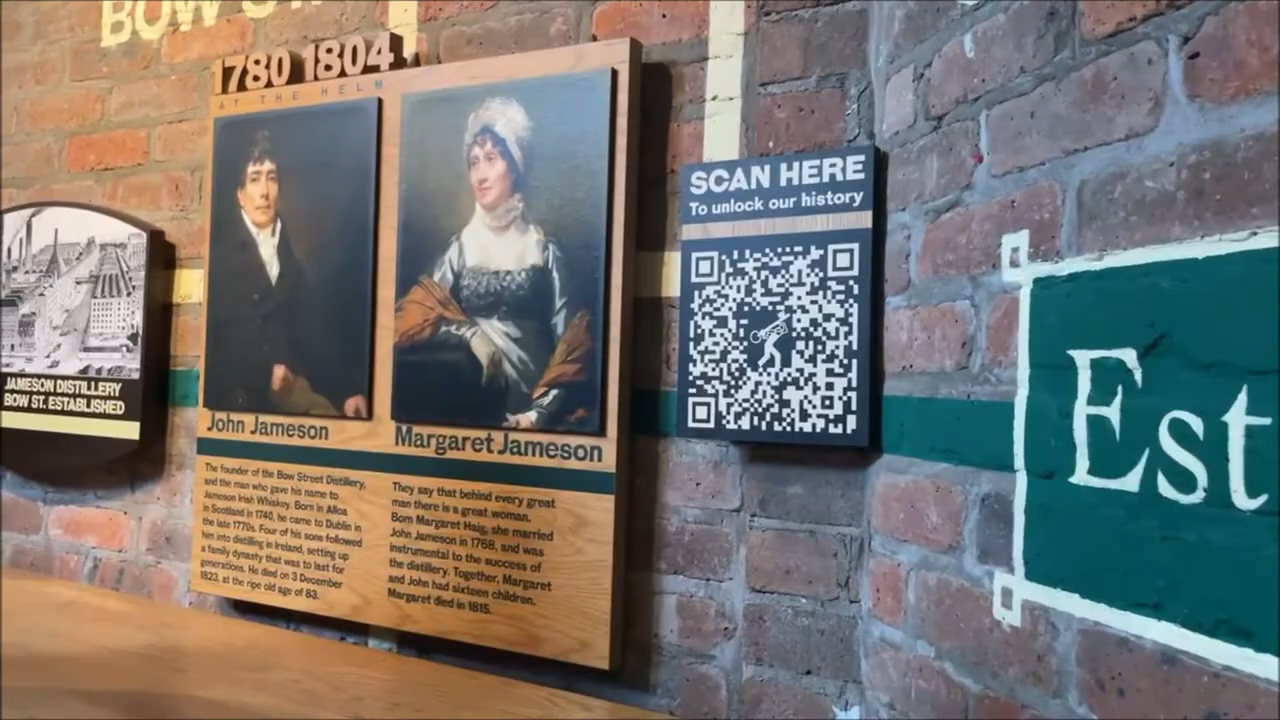 BOW ST
1780 1804
AT THE HELM
JAMESON DISTILLERY
BOW ST. ESTABLISHED
John Jameson
The founder of the Bow Street Distillery,
and the man who gave his name to
Jameson Irish Whiskey. Born in Alloa
in Scotland in 1740, he came to Dublin in
the late 1770s. Four of his sons followed
him into distilling in Ireland, setting up
a family dynasty that was to last for
generations. He died on 3 December
1823, at the ripe old age of 83.
Margaret Jameson
They say that behind every great
man there is a great woman.
Born Margaret Haig, she married
John Jameson in 1768, and was
instrumental to the success of
the distillery. Together, Margaret
and John had sixteen children.
Margaret died in 1815.
SCAN HERE
To unlock our history
Est